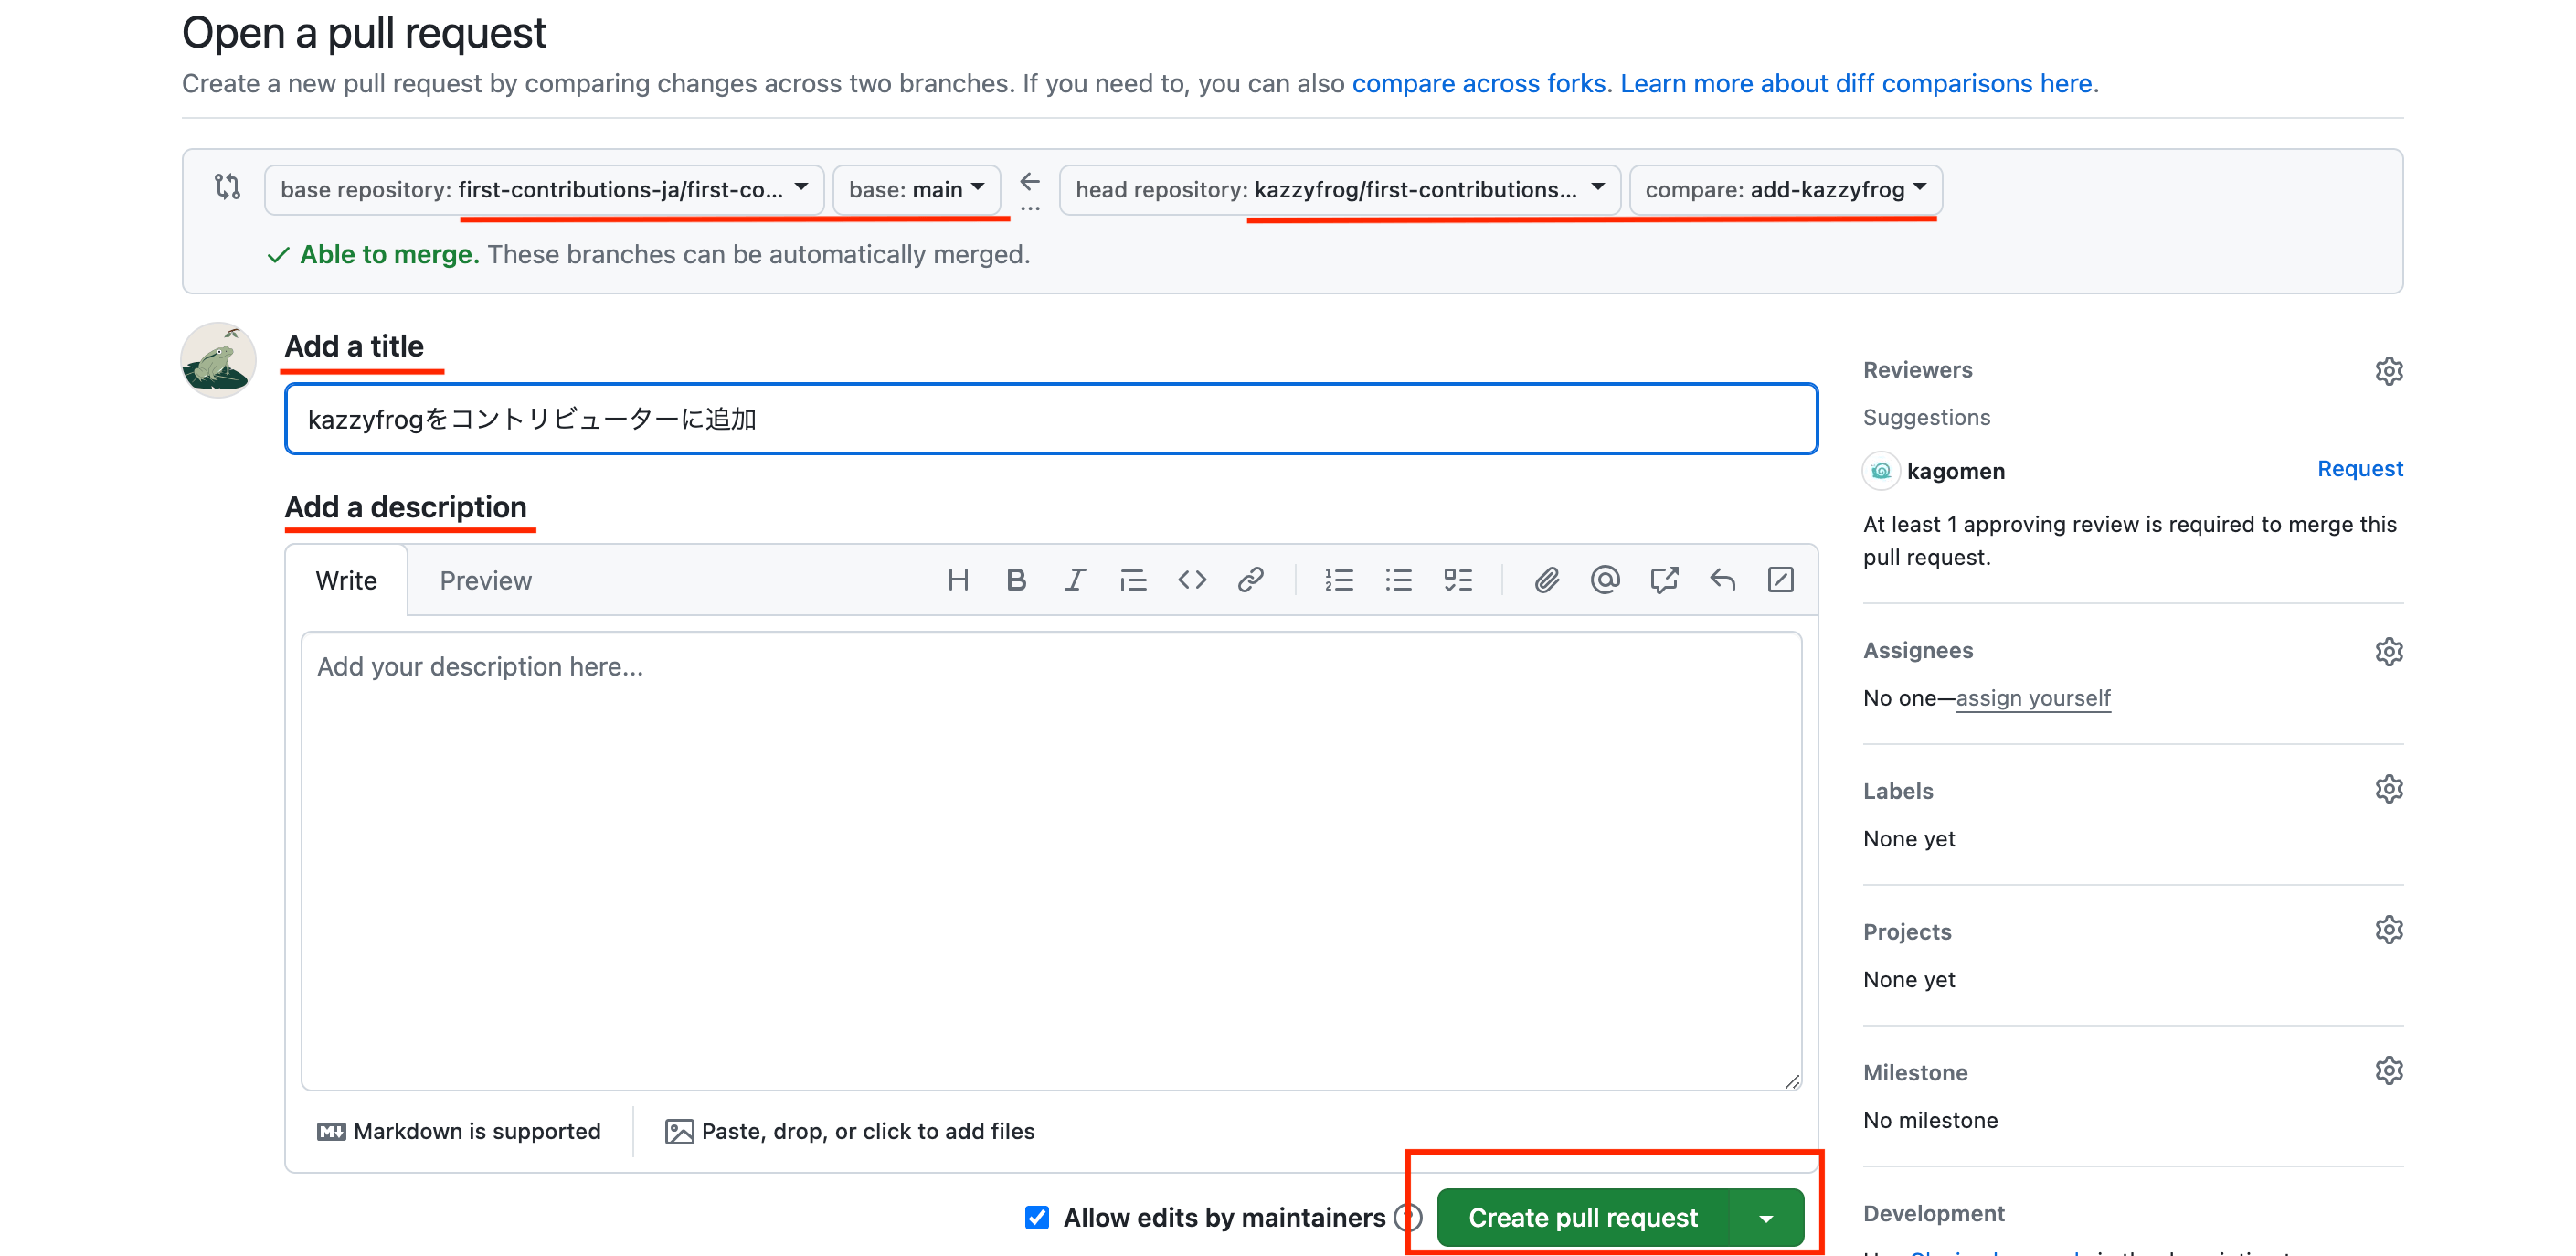 Open a pull request
Create a new pull request by comparing changes across two branches. If you need to, you can also compare across forks. Learn more about diff comparisons here.
base repository: first-contributions-ja/first-co... base: main ← ... head repository: kazzyfrog/first-contributions... compare: add-kazzyfrog
Able to merge. These branches can be automatically merged.
Add a title
kazzyfrogをコントリビューターに追加
Add a description
Write Preview
Add your description here...
Markdown is supported Paste, drop, or click to add files
Allow edits by maintainers Create pull request
Reviewers
Suggestions
kagomen Request
At least 1 approving review is required to merge this
pull request.
Assignees
No one—assign yourself
Labels
None yet
Projects
None yet
Milestone
No milestone
Development